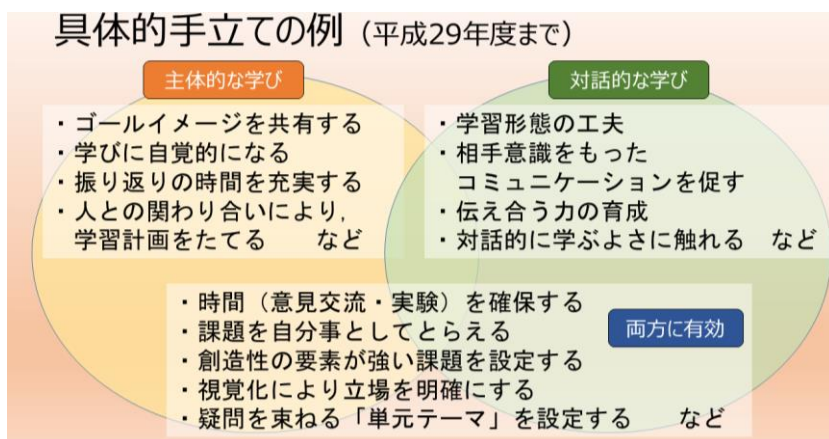 具体的手立ての例（平成29年度まで）
主体的な学び
・ゴールイメージを共有する
・学びに自覚的になる
・振り返りの時間を充実する
・人との関わり合いにより，
学習計画をたてる　　など
対話的な学び
・学習形態の工夫
・相手意識をもった
コミュニケーションを促す
・伝え合う力の育成
・対話的に学ぶよさに触れる　など
両方に有効
・時間（意見交流・実験）を確保する
・課題を自分事としてとらえる
・創造性の要素が強い課題を設定する
・視覚化により立場を明確にする
・疑問を束ねる「単元テーマ」を設定する　　など